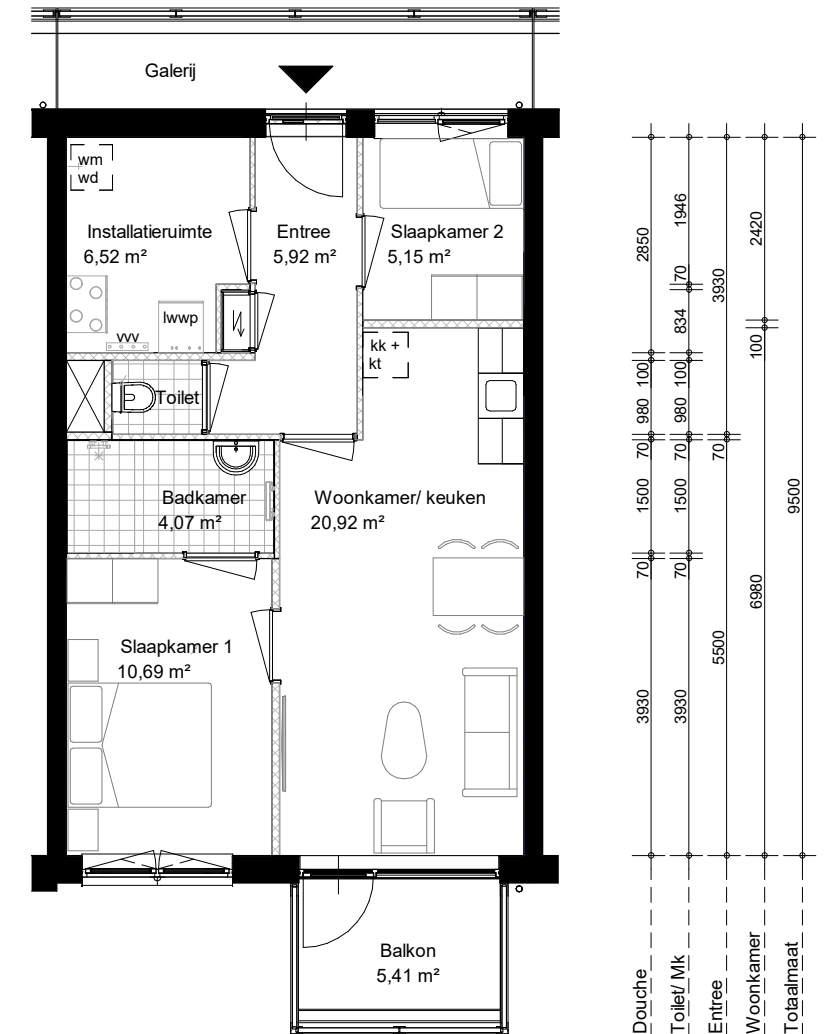 Galerij
wm
wd
Installatieruimte
6,52 m²
Entree
5,92 m²
Slaapkamer 2
5,15 m²
lwwp
vvv
kk +
kt
Toilet
Badkamer
4,07 m²
Woonkamer/ keuken
20,92 m²
Slaapkamer 1
10,69 m²
Balkon
5,41 m²
2850
100
980
70
1500
70
3930
Douche
1946
70
834
100
980
70
1500
70
3930
Toilet/ Mk
3930
70
5500
Entree
2420
100
6980
Woonkamer
9500
Totaalmaat